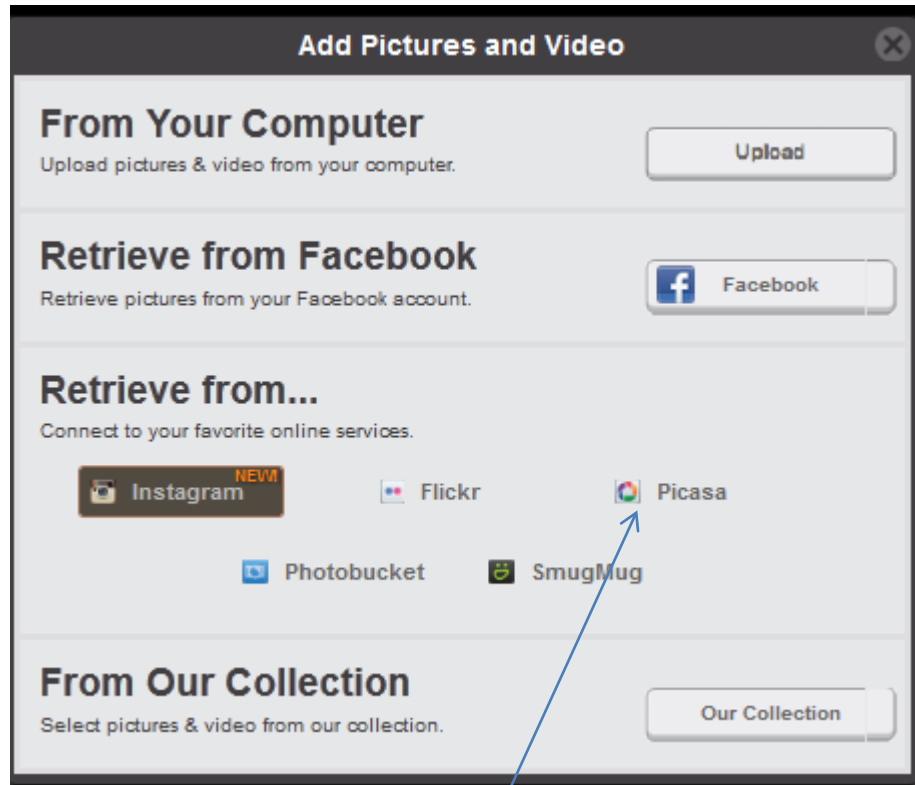 Add Pictures and Video
From Your Computer
Upload pictures & video from your computer.
Upload
Retrieve from Facebook
Retrieve pictures from your Facebook account.
f Facebook
Retrieve from...
Connect to your favorite online services.
Instagram NEW!
Flickr
Picasa
Photobucket
SmugMug
From Our Collection
Select pictures & video from our collection.
Our Collection